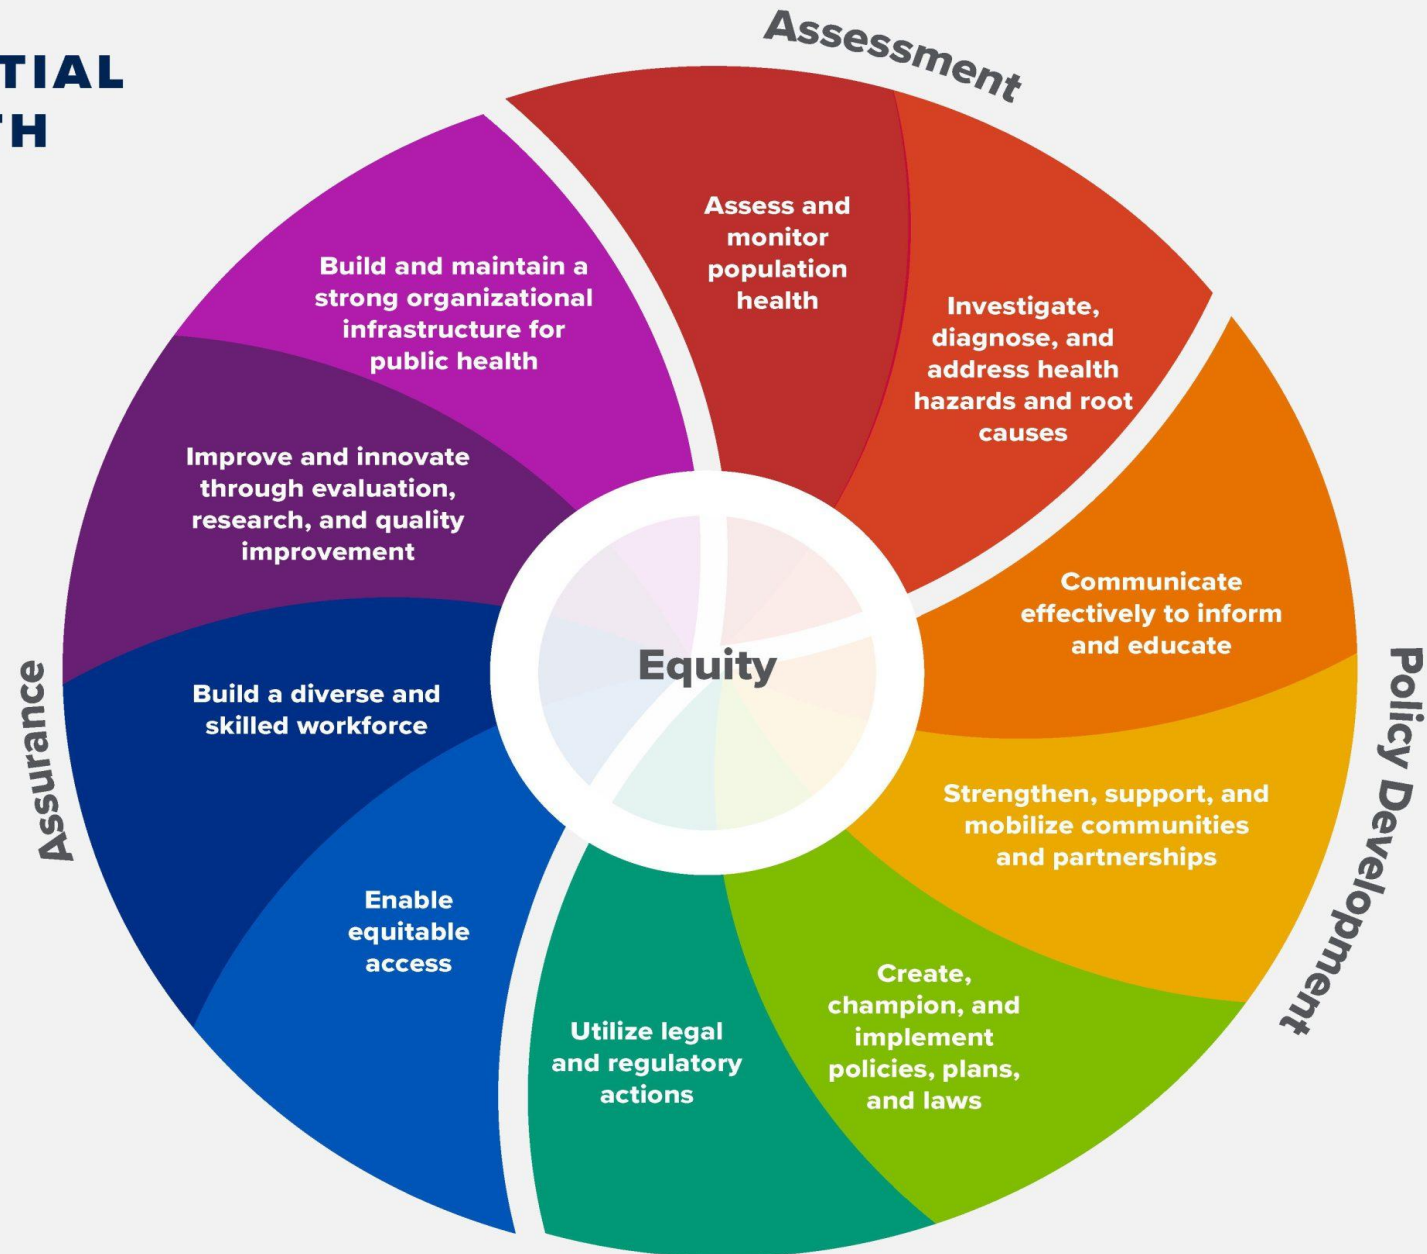 TIAL
TH
Assessment
Assess and
monitor
population
health
Investigate,
diagnose, and
address health
hazards and root
causes
Communicate
effectively to inform
and educate
Strengthen, support, and
mobilize communities
and partnerships
Policy Development
Create,
champion, and
implement
policies, plans,
and laws
Utilize legal
and regulatory
actions
Enable
equitable
access
Build a diverse and
skilled workforce
Assurance
Improve and innovate
through evaluation,
research, and quality
improvement
Build and maintain a
strong organizational
infrastructure for
public health
Equity